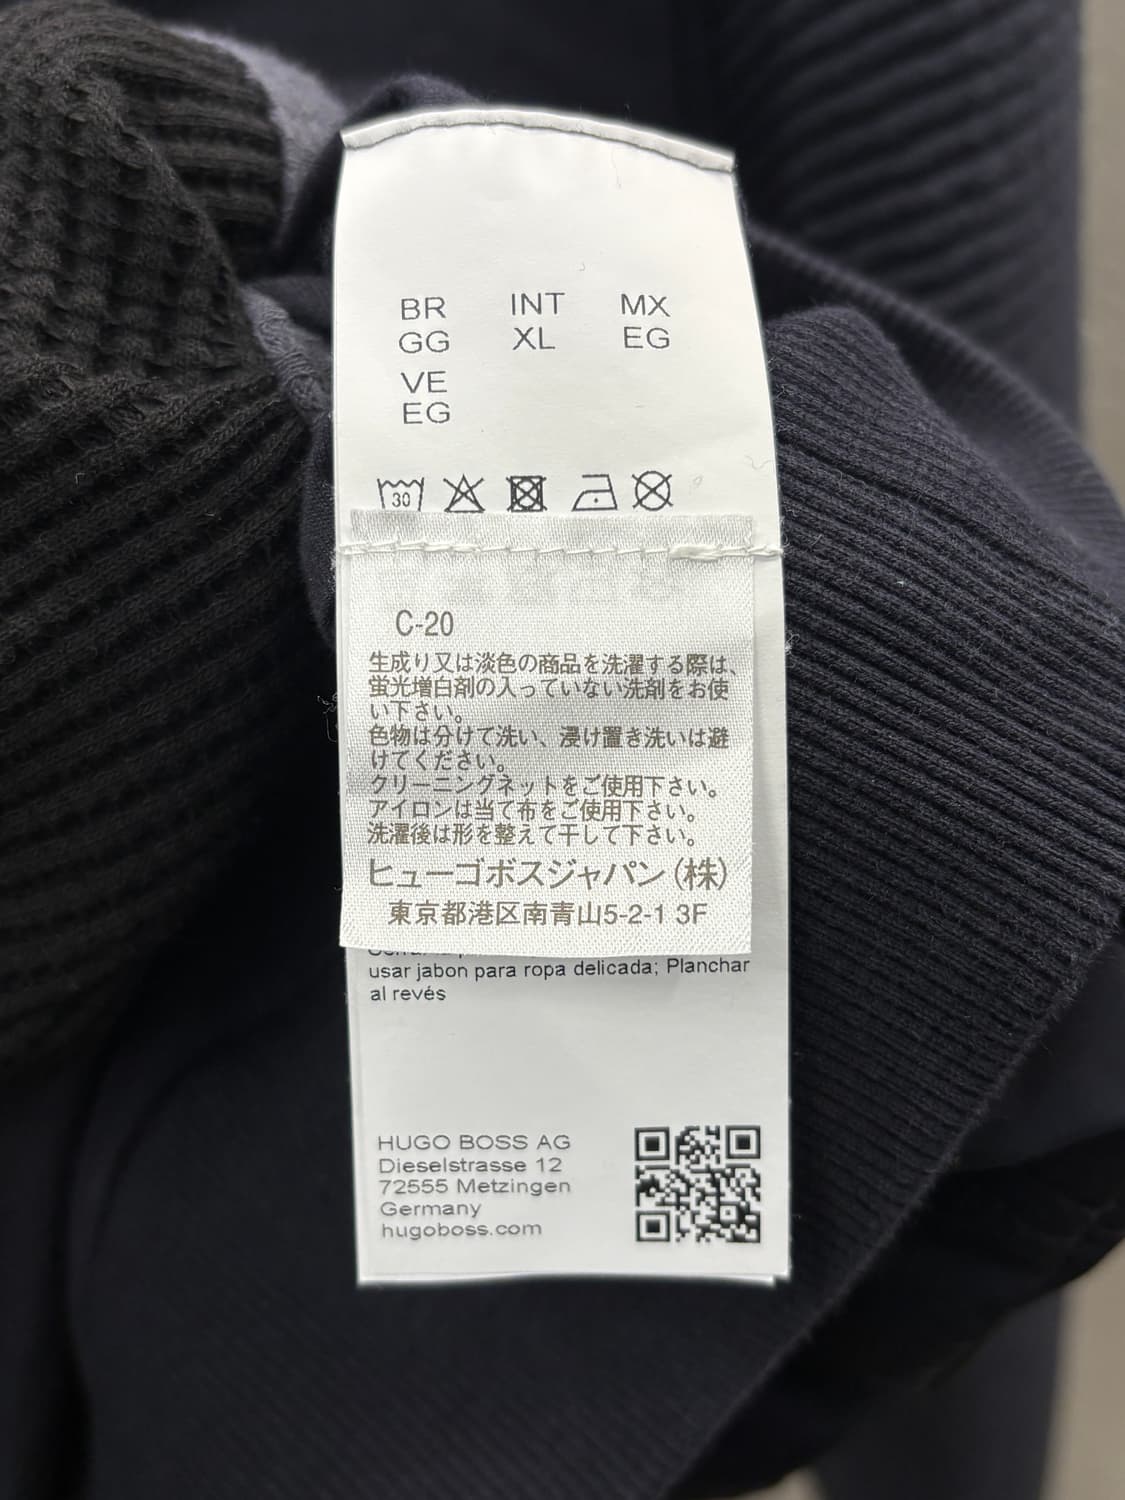 BR INT MX
GG XL EG
VE
EG
30
C-20
生成り又は淡色の商品を洗濯する際は、
蛍光増白剤の入っていない洗剤をお使
い下さい。
色物は分けて洗い、浸け置き洗いは避
けてください。
クリーニングネットをご使用下さい。
アイロンは当て布をご使用下さい。
洗濯後は形を整えて干して下さい。
ヒューゴボスジャパン(株)
東京都港区南青山5-2-1 3F
usar jabon para ropa delicada; Planchar
al revés
HUGO BOSS AG
Dieselstrasse 12
72555 Metzingen
Germany
hugoboss.com